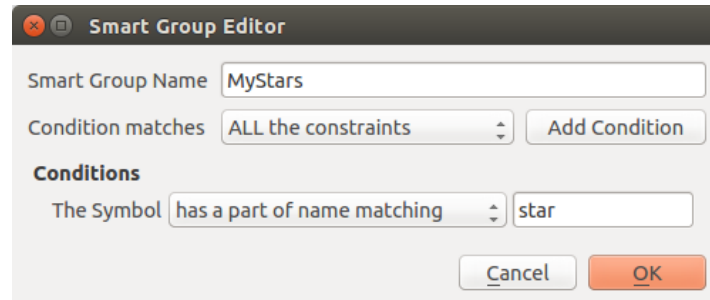 Smart Group Editor
Smart Group Name MyStars
Condition matches ALL the constraints Add Condition
Conditions
The Symbol has a part of name matching star
Cancel OK